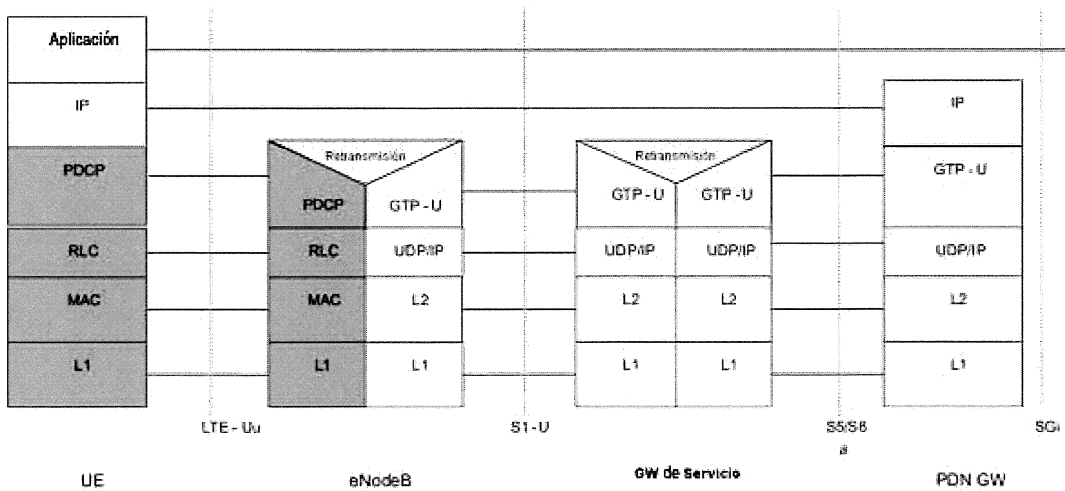 Aplicación
IP
IP
PDCP
Retransmisión
Retransmisión
GTP - U
PDCP
GTP - U
GTP - U
GTP - U
RLC
RLC
UDP/IP
UDP/IP
UDP/IP
UDP/IP
MAC
MAC
L2
L2
L2
L2
L1
L1
L1
L1
L1
L1
LTE - Uu
S1 - U
S5/S8
a
SGi
UE
eNodeB
GW de Servicio
PDN GW